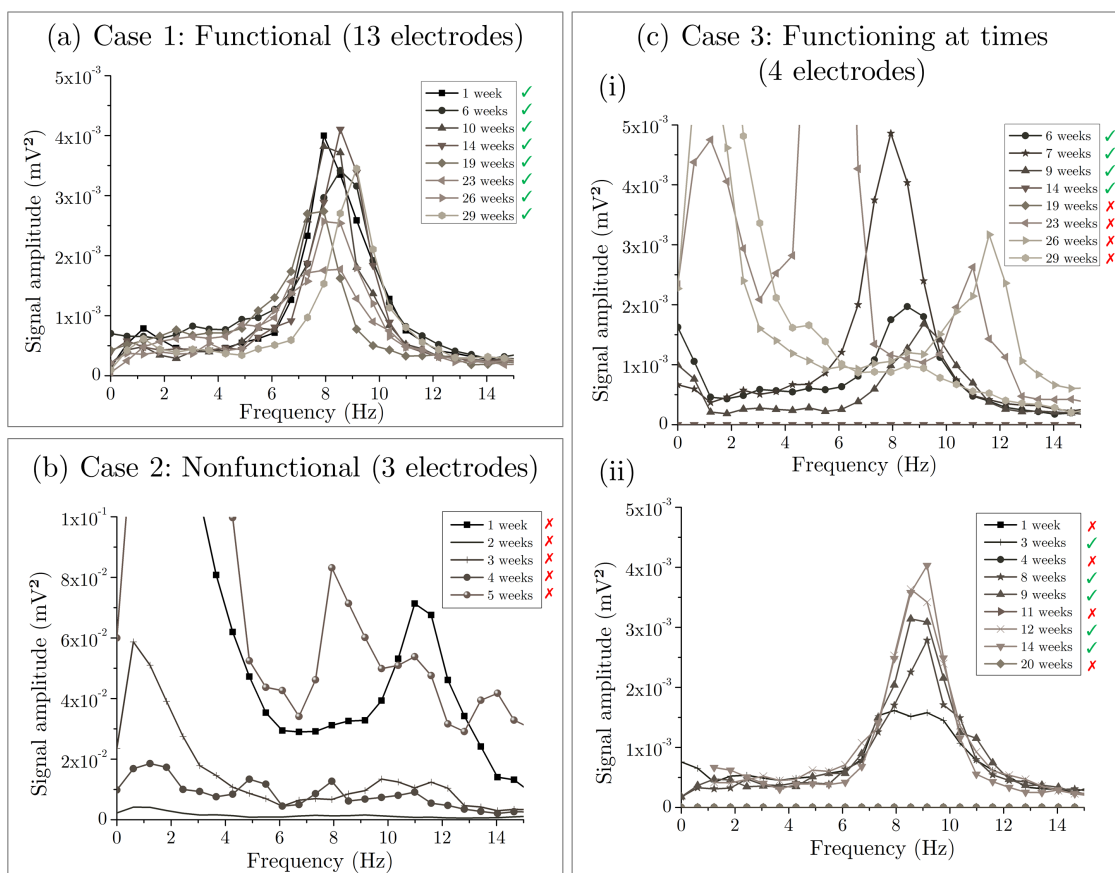 (a) Case 1: Functional (13 electrodes)
5x10⁻³
4x10⁻³
3x10⁻³
2x10⁻³
1x10⁻³
0
Signal amplitude (mV²)
0 2 4 6 8 10 12 14
Frequency (Hz)
1 week ✓
6 weeks ✓
10 weeks ✓
14 weeks ✓
19 weeks ✓
23 weeks ✓
26 weeks ✓
29 weeks ✓
(b) Case 2: Nonfunctional (3 electrodes)
1x10⁻¹
8x10⁻²
6x10⁻²
4x10⁻²
2x10⁻²
0
Signal amplitude (mV²)
0 2 4 6 8 10 12 14
Frequency (Hz)
1 week ✗
2 weeks ✗
3 weeks ✗
4 weeks ✗
5 weeks ✗
(c) Case 3: Functioning at times
(4 electrodes)
(i)
5x10⁻³
4x10⁻³
3x10⁻³
2x10⁻³
1x10⁻³
0
Signal amplitude (mV²)
0 2 4 6 8 10 12 14
Frequency (Hz)
6 weeks ✓
7 weeks ✓
9 weeks ✓
14 weeks ✓
19 weeks ✗
23 weeks ✗
26 weeks ✗
29 weeks ✗
ii)
5x10⁻³
4x10⁻³
3x10⁻³
2x10⁻³
1x10⁻³
0
Signal amplitude (mV²)
0 2 4 6 8 10 12 14
Frequency (Hz)
1 week ✗
3 weeks ✓
4 weeks ✗
8 weeks ✓
9 weeks ✓
11 weeks ✗
12 weeks ✓
14 weeks ✓
20 weeks ✗